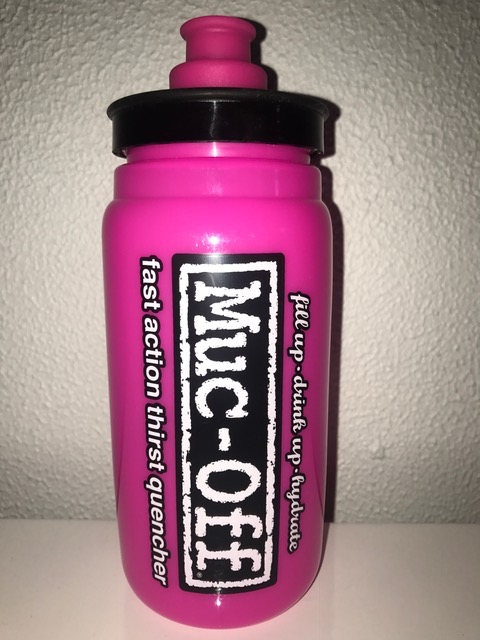 fill up · drink up · hydrate
Muc-Off
fast action thirst quencher